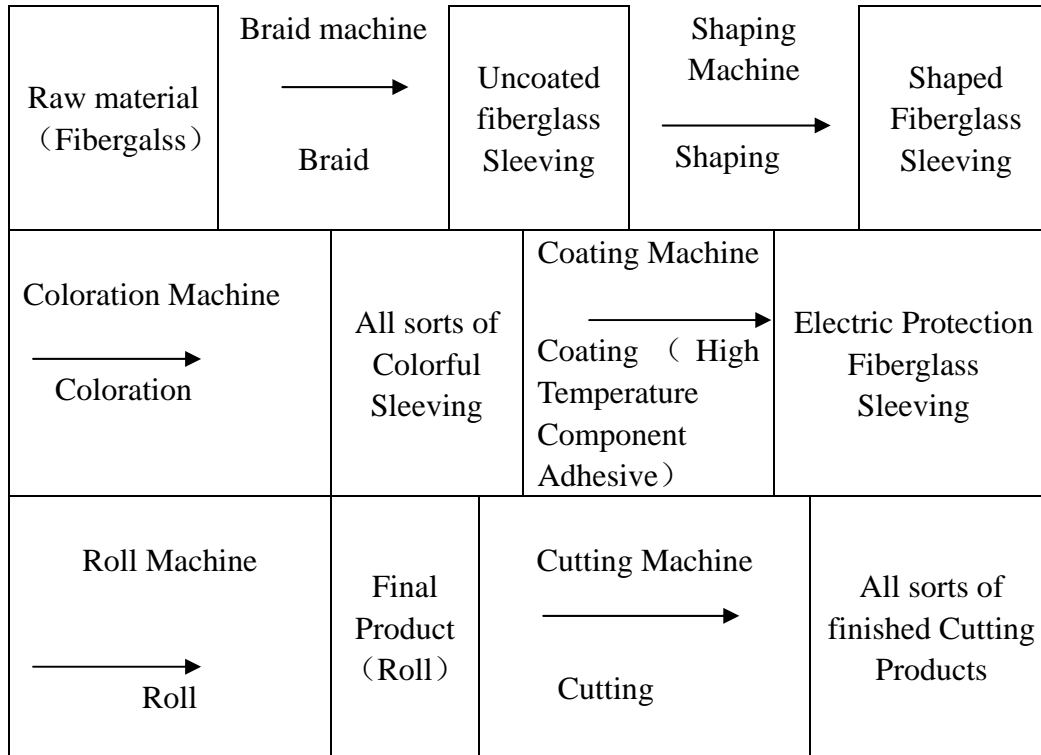 Raw material
（Fibergalss）
Braid machine
Braid
Uncoated
fiberglass
Sleeving
Shaping
Machine
Shaping
Shaped
Fiberglass
Sleeving
Coloration Machine
Coloration
All sorts of
Colorful
Sleeving
Coating Machine
Coating （ High
Temperature
Component
Adhesive）
Electric Protection
Fiberglass
Sleeving
Roll Machine
Roll
Final
Product
（Roll）
Cutting Machine
Cutting
All sorts of
finished Cutting
Products